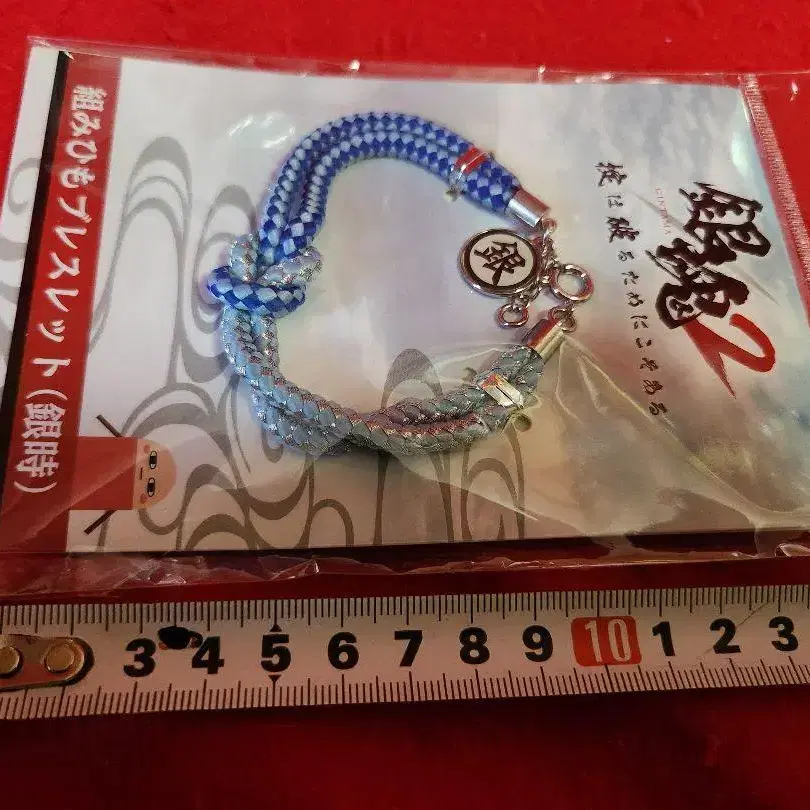 銀魂2
CINEMA
掟は破るためにこそある
銀
組みひもブレスレット(銀時)
3 4 5 6 7 8 9 10 1 2 3